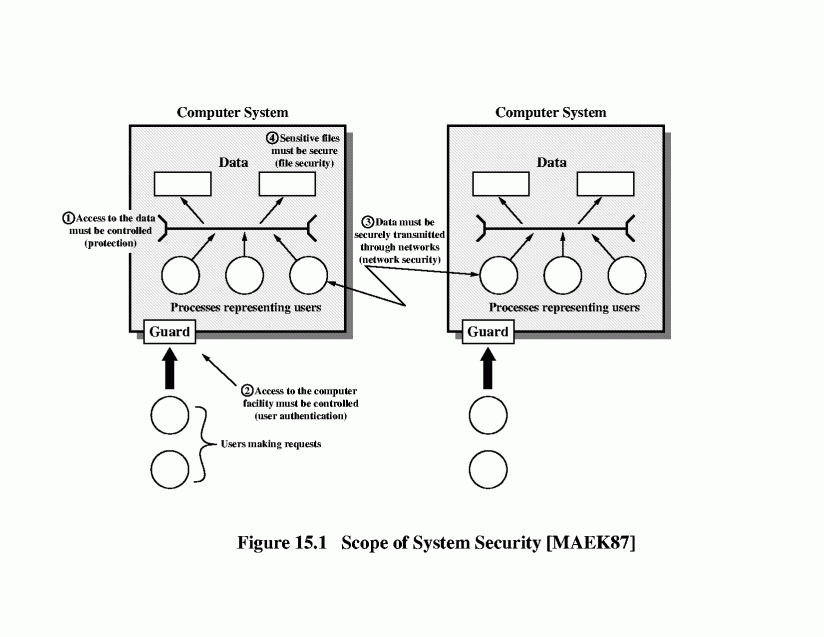 Computer System
Computer System
④ Sensitive files
must be secure
(file security)
Data
Data
① Access to the data
must be controlled
(protection)
③ Data must be
securely transmitted
through networks
(network security)
Processes representing users
Processes representing users
Guard
Guard
② Access to the computer
facility must be controlled
(user authentication)
Users making requests
Figure 15.1 Scope of System Security [MAEK87]